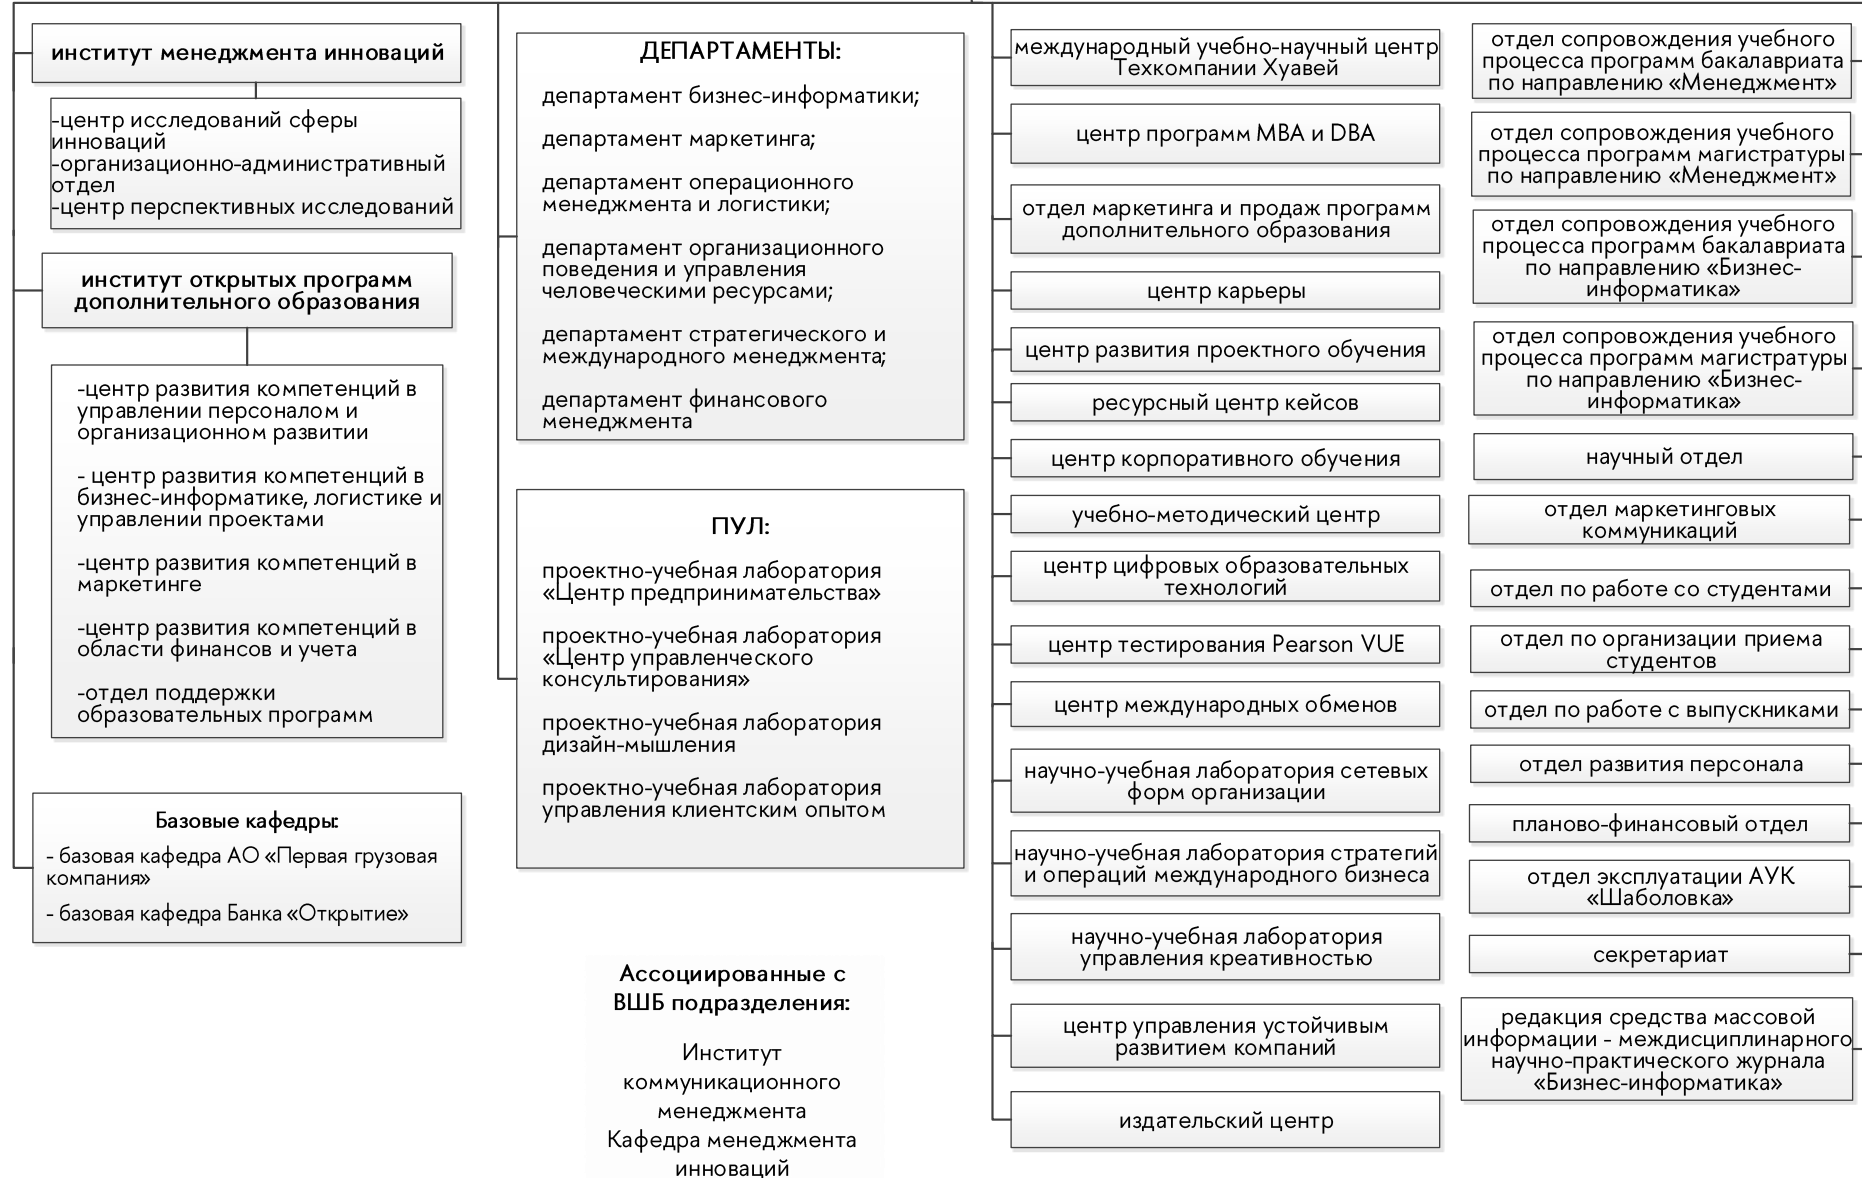 институт менеджмента инноваций
-центр исследований сферы
инноваций
-организационно-административный
отдел
-центр перспективных исследований
институт открытых программ
дополнительного образования
-центр развития компетенций в
управлении персоналом и
организационном развитии
- центр развития компетенций в
бизнес-информатике, логистике и
управлении проектами
-центр развития компетенций в
маркетинге
-центр развития компетенций в
области финансов и учета
-отдел поддержки
образовательных программ
Базовые кафедры:
- базовая кафедра АО «Первая грузовая
компания»
- базовая кафедра Банка «Открытие»
ДЕПАРТАМЕНТЫ:
департамент бизнес-информатики;
департамент маркетинга;
департамент операционного
менеджмента и логистики;
департамент организационного
поведения и управления
человеческими ресурсами;
департамент стратегического и
международного менеджмента;
департамент финансового
менеджмента
ПУЛ:
проектно-учебная лаборатория
«Центр предпринимательства»
проектно-учебная лаборатория
«Центр управленческого
консультирования»
проектно-учебная лаборатория
дизайн-мышления
проектно-учебная лаборатория
управления клиентским опытом
Ассоциированные с
ВШБ подразделения:
Институт
коммуникационного
менеджмента
Кафедра менеджмента
инноваций
международный учебно-научный центр
Техкомпании Хуавей
центр программ MBA и DBA
отдел маркетинга и продаж программ
дополнительного образования
центр карьеры
центр развития проектного обучения
ресурсный центр кейсов
центр корпоративного обучения
учебно-методический центр
центр цифровых образовательных
технологий
центр тестирования Pearson VUE
центр международных обменов
научно-учебная лаборатория сетевых
форм организации
научно-учебная лаборатория стратегий
и операций международного бизнеса
научно-учебная лаборатория
управления креативностью
центр управления устойчивым
развитием компаний
издательский центр
отдел сопровождения учебного
процесса программ бакалавриата
по направлению «Менеджмент»
отдел сопровождения учебного
процесса программ магистратуры
по направлению «Менеджмент»
отдел сопровождения учебного
процесса программ бакалавриата
по направлению «Бизнес-
информатика»
отдел сопровождения учебного
процесса программ магистратуры
по направлению «Бизнес-
информатика»
научный отдел
отдел маркетинговых
коммуникаций
отдел по работе со студентами
отдел по организации приема
студентов
отдел по работе с выпускниками
отдел развития персонала
планово-финансовый отдел
отдел эксплуатации АУК
«Шаболовка»
секретариат
редакция средства массовой
информации - междисциплинарного
научно-практического журнала
«Бизнес-информатика»